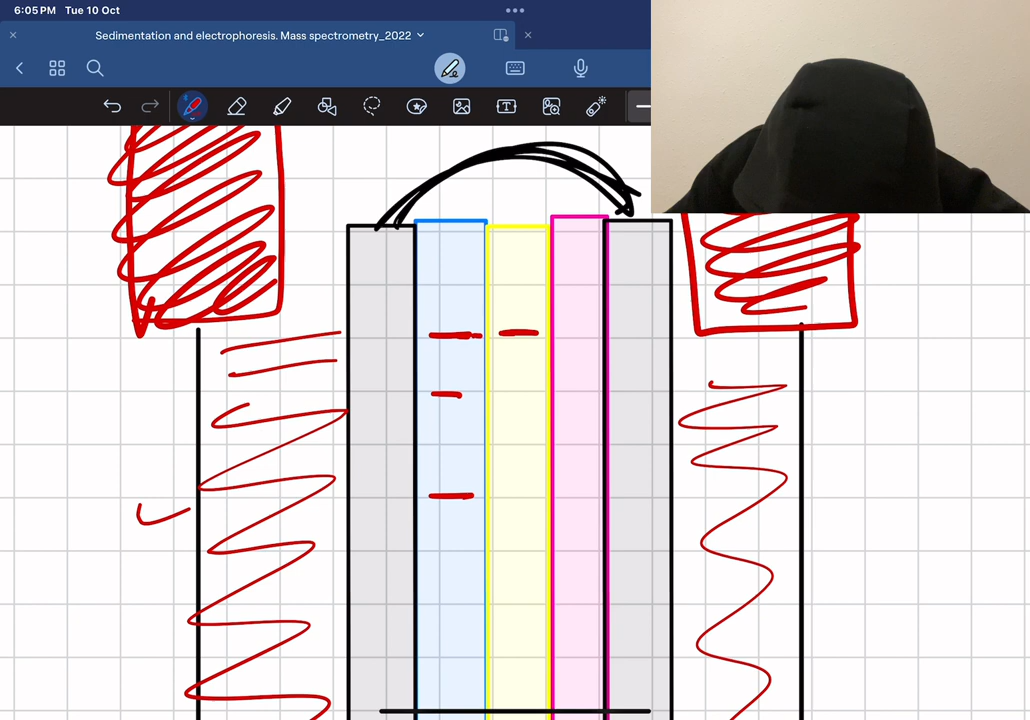 6:05 PM Tue 10 Oct
Sedimentation and electrophoresis. Mass spectrometry_2022